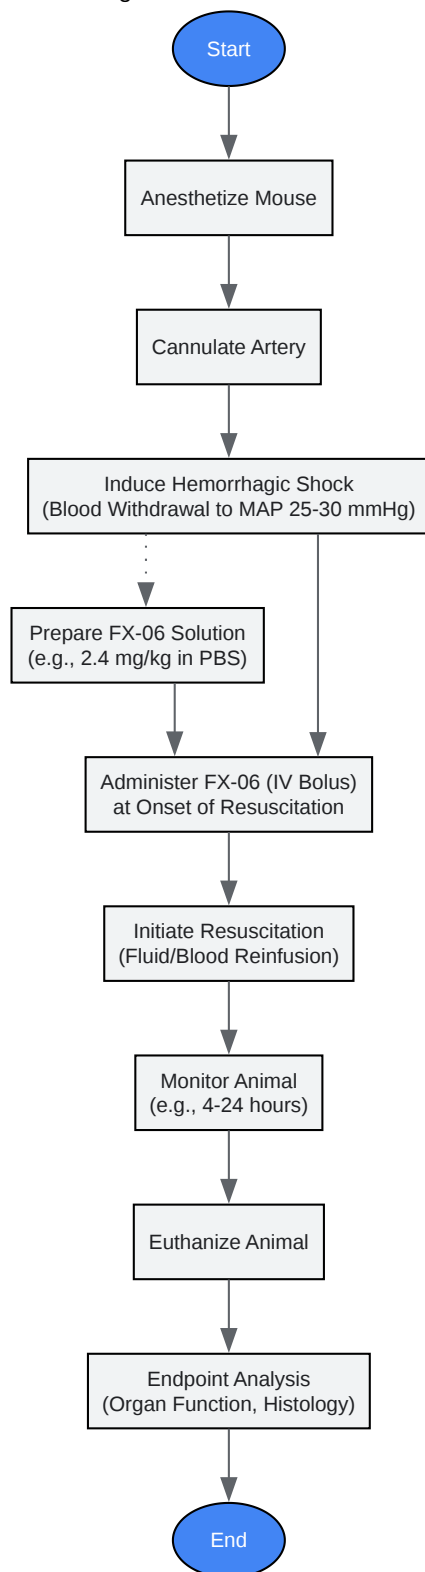 Start
Anesthetize Mouse
Cannulate Artery
Induce Hemorrhagic Shock
(Blood Withdrawal to MAP 25-30 mmHg)
Prepare FX-06 Solution
(e.g., 2.4 mg/kg in PBS)
Administer FX-06 (IV Bolus)
at Onset of Resuscitation
Initiate Resuscitation
(Fluid/Blood Reinfusion)
Monitor Animal
(e.g., 4-24 hours)
Euthanize Animal
Endpoint Analysis
(Organ Function, Histology)
End